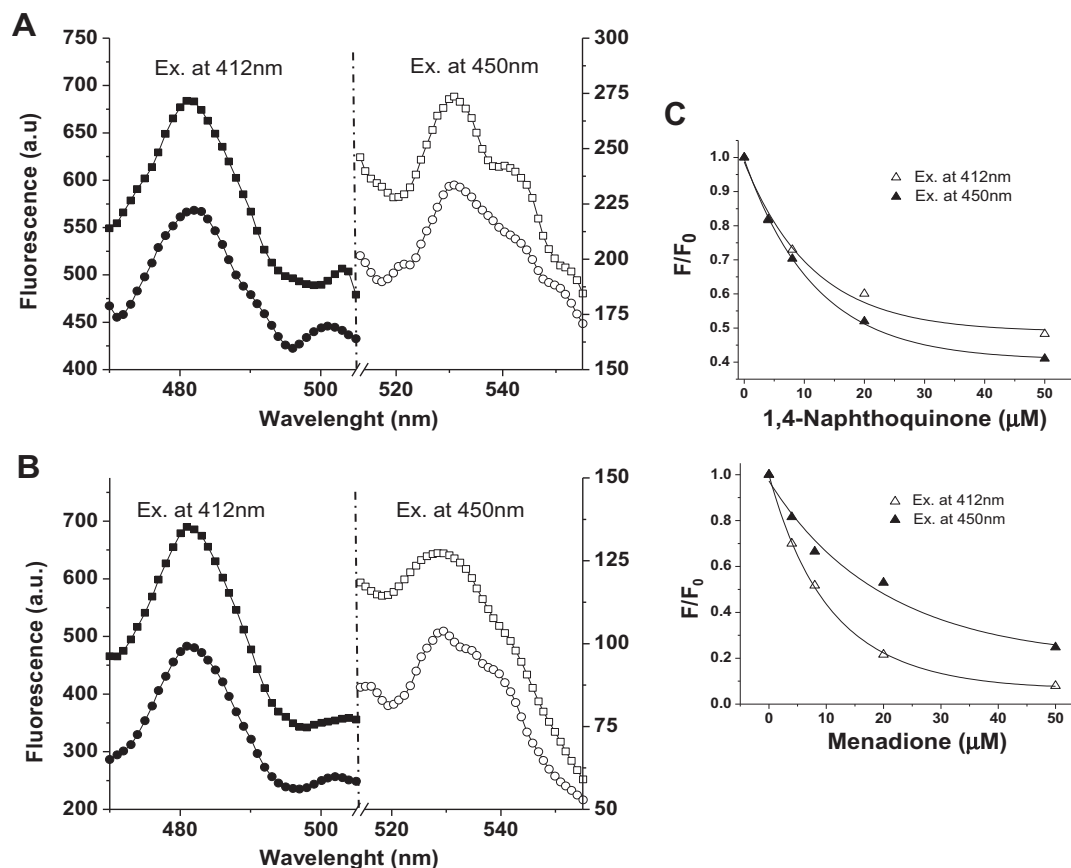 A
Fluorescence (a.u)
750
700
650
600
550
500
450
400
Ex. at 412nm
Ex. at 450nm
300
275
250
225
200
175
150
480
500
520
540
Wavelenght (nm)
B
Fluorescence (a.u.)
700
600
500
400
300
200
Ex. at 412nm
Ex. at 450nm
150
125
100
75
50
480
500
520
540
Wavelenght (nm)
C
F/F0
1.0
0.9
0.8
0.7
0.6
0.5
0.4
Ex. at 412nm
Ex. at 450nm
0 10 20 30 40 50
1,4-Naphthoquinone (μM)
F/F0
1.0
0.8
0.6
0.4
0.2
0.0
Ex. at 412nm
Ex. at 450nm
0 10 20 30 40 50
Menadione (μM)